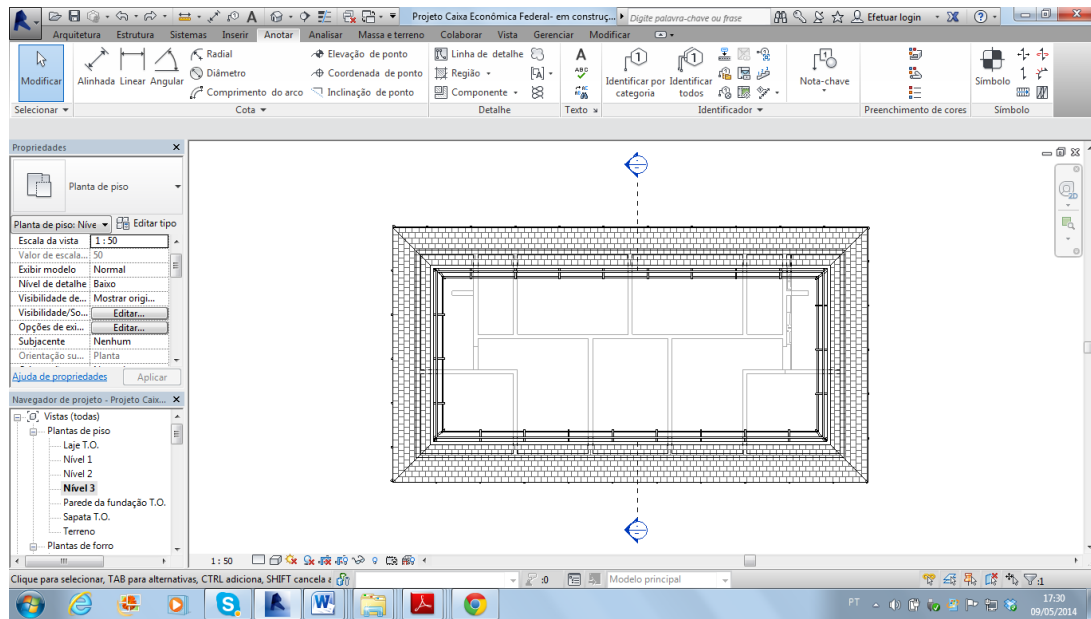 Projeto Caixa Econômica Federal- em construç... Digite palavra-chave ou frase Efetuar login
Arquitetura Estrutura Sistemas Inserir Anotar Analisar Massa e terreno Colaborar Vista Gerenciar Modificar
Modificar
Alinhada Linear Angular
Radial
Diâmetro
Comprimento do arco
Elevação de ponto
Coordenada de ponto
Inclinação de ponto
Linha de detalhe
Região
Componente
A
ABC
Identificar por categoria
Identificar todos
Nota-chave
Símbolo
Selecionar Cota Detalhe Texto Identificador Preenchimento de cores Símbolo
Propriedades
Planta de piso
Planta de piso: Níve Editar tipo
Escala da vista 1 : 50
Valor de escala... 50
Exibir modelo Normal
Nível de detalhe Baixo
Visibilidade de... Mostrar origi...
Visibilidade/So... Editar...
Opções de exi... Editar...
Subjacente Nenhum
Orientação su... Planta
Ajuda de propriedades Aplicar
Navegador de projeto - Projeto Caix...
Vistas (todas)
Plantas de piso
Laje T.O.
Nível 1
Nível 2
Nível 3
Parede da fundação T.O.
Sapata T.O.
Terreno
Plantas de forro
1 : 50
Clique para selecionar, TAB para alternativas, CTRL adiciona, SHIFT cancela a :0 Modelo principal :1
PT 17:30
09/05/2014